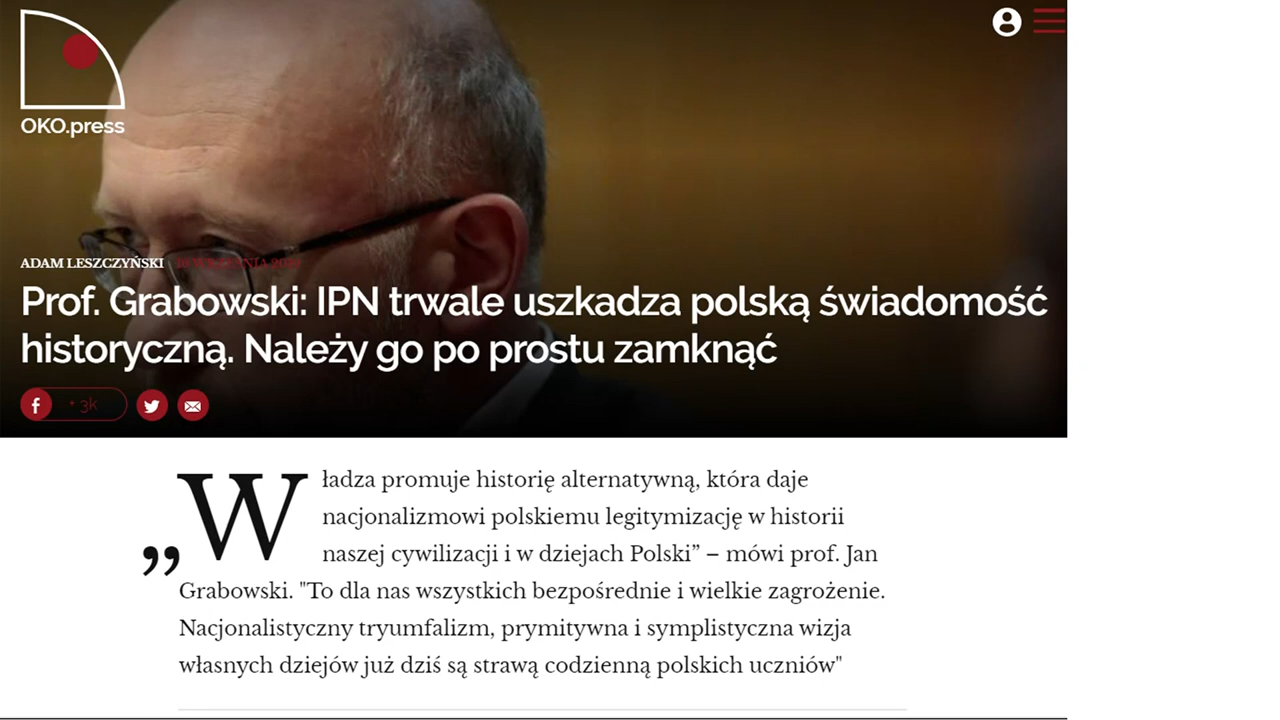 OKO.press
ADAM LESZCZYŃSKI
Prof. Grabowski: IPN trwale uszkadza polską świadomość
historyczną. Należy go po prostu zamknąć
+ 3k
„Władza promuje historię alternatywną, która daje
nacjonalizmowi polskiemu legitymizację w historii
naszej cywilizacji i w dziejach Polski” – mówi prof. Jan
Grabowski. "To dla nas wszystkich bezpośrednie i wielkie zagrożenie.
Nacjonalistyczny tryumfalizm, prymitywna i symplistyczna wizja
własnych dziejów już dziś są strawą codzienną polskich uczniów"